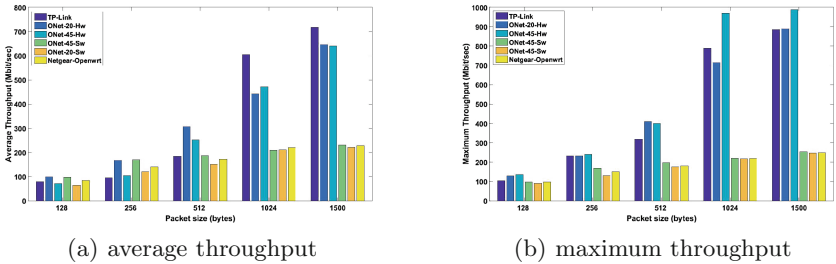 Average Throughput (Mbit/sec)
800
700
600
500
400
300
200
100
0
TP-Link
ONet-20-Hw
ONet-45-Hw
ONet-45-Sw
ONet-20-Sw
Netgear-Openwrt
128 256 512 1024 1500
Packet size (bytes)
(a) average throughput
Maximum Throughput (Mbit/sec)
1000
900
800
700
600
500
400
300
200
100
0
TP-Link
ONet-20-Hw
ONet-45-Hw
ONet-45-Sw
ONet-20-Sw
Netgear-Openwrt
128 256 512 1024 1500
Packet size (bytes)
(b) maximum throughput